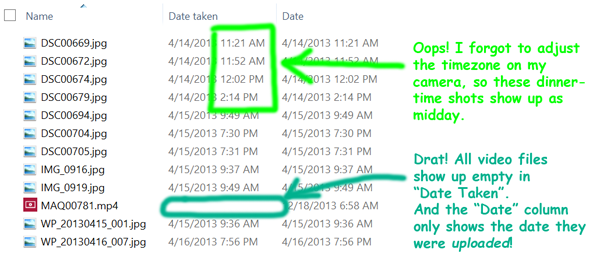 Name Date taken Date
DSC00669.jpg 4/14/2013 11:21 AM 4/14/2013 11:21 AM
DSC00672.jpg 4/14/2013 11:52 AM 4/14/2013 11:52 AM
DSC00674.jpg 4/14/2013 12:02 PM 4/14/2013 12:02 PM
DSC00679.jpg 4/14/2013 2:14 PM 4/14/2013 2:14 PM
DSC00694.jpg 4/15/2013 9:49 AM 4/15/2013 9:49 AM
DSC00704.jpg 4/15/2013 7:30 PM 4/15/2013 7:30 PM
DSC00705.jpg 4/15/2013 7:31 PM 4/15/2013 7:31 PM
IMG_0916.jpg 4/15/2013 9:37 AM 4/15/2013 9:37 AM
IMG_0919.jpg 4/15/2013 9:49 AM 4/15/2013 9:49 AM
MAQ00781.mp4 2/18/2013 6:58 AM
WP_20130415_001.jpg 4/15/2013 9:36 AM 4/15/2013 9:36 AM
WP_20130416_007.jpg 4/16/2013 7:56 PM 4/16/2013 7:56 PM
Oops! I forgot to adjust
the timezone on my
camera, so these dinner-
time shots show up as
midday.
Drat! All video files
show up empty in
“Date Taken”.
And the “Date” column
only shows the date they
were uploaded!